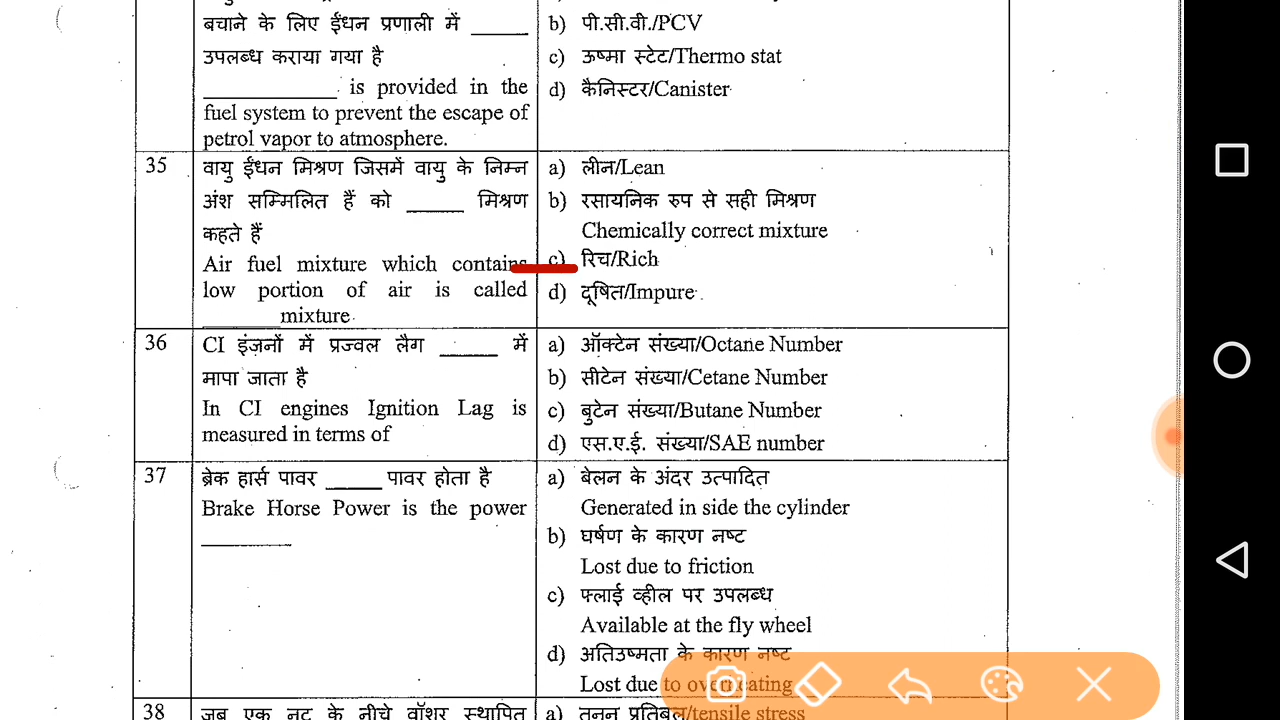 बचाने के लिए ईंधन प्रणाली में ______
उपलब्ध कराया गया है
______________ is provided in the
fuel system to prevent the escape of
petrol vapor to atmosphere.
b) पी.सी.वी./PCV
c) ऊष्मा स्टेट/Thermo stat
d) कैनिस्टर/Canister
35
वायु ईंधन मिश्रण जिसमें वायु के निम्न
अंश सम्मिलित हैं को ______ मिश्रण
कहते हैं
Air fuel mixture which contains
low portion of air is called
________mixture
a) लीन/Lean
b) रसायनिक रुप से सही मिश्रण
Chemically correct mixture
c) रिच/Rich
d) दूषित/Impure
36
CI इंजनों में प्रज्वल लैग ______ में
मापा जाता है
In CI engines Ignition Lag is
measured in terms of
a) ऑक्टेन संख्या/Octane Number
b) सीटेन संख्या/Cetane Number
c) बुटेन संख्या/Butane Number
d) एस.ए.ई. संख्या/SAE number
37
ब्रेक हार्स पावर ______ पावर होता है
Brake Horse Power is the power
__________
a) बेलन के अंदर उत्पादित
Generated in side the cylinder
b) घर्षण के कारण नष्ट
Lost due to friction
c) फ्लाई व्हील पर उपलब्ध
Available at the fly wheel
d) अतिउष्मता के कारण नष्ट
Lost due to overheating
38
जब एक नट के नीचे वॉशर स्थापित
a) तनन प्रतिबल/tensile stress